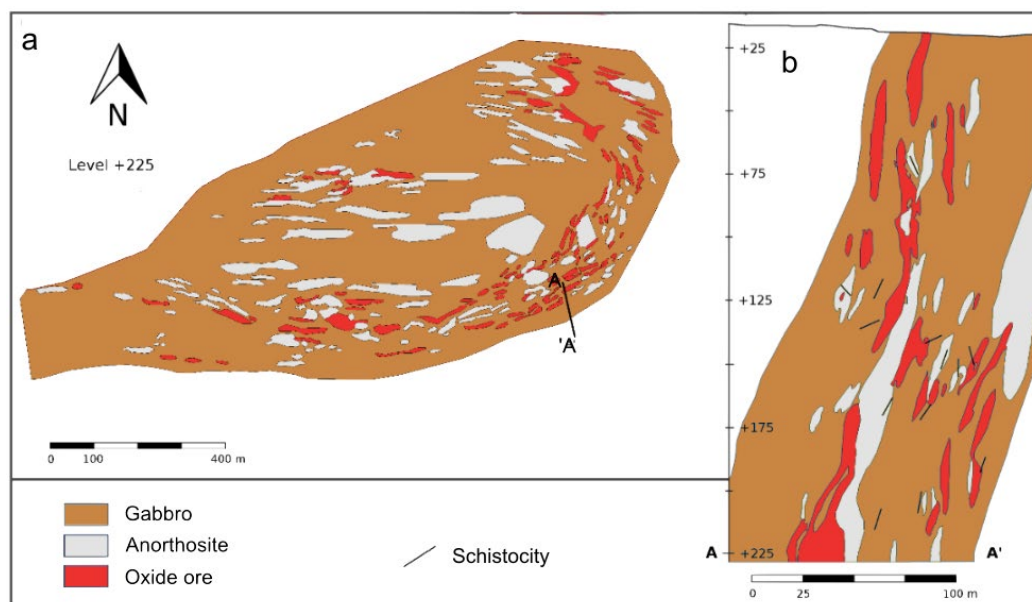 a
N
Level +225
A
'A
0 100 400 m
b
+25
+75
+125
+175
+225
A
A'
0 25 100 m
Gabbro
Anorthosite
Oxide ore
Schistocity